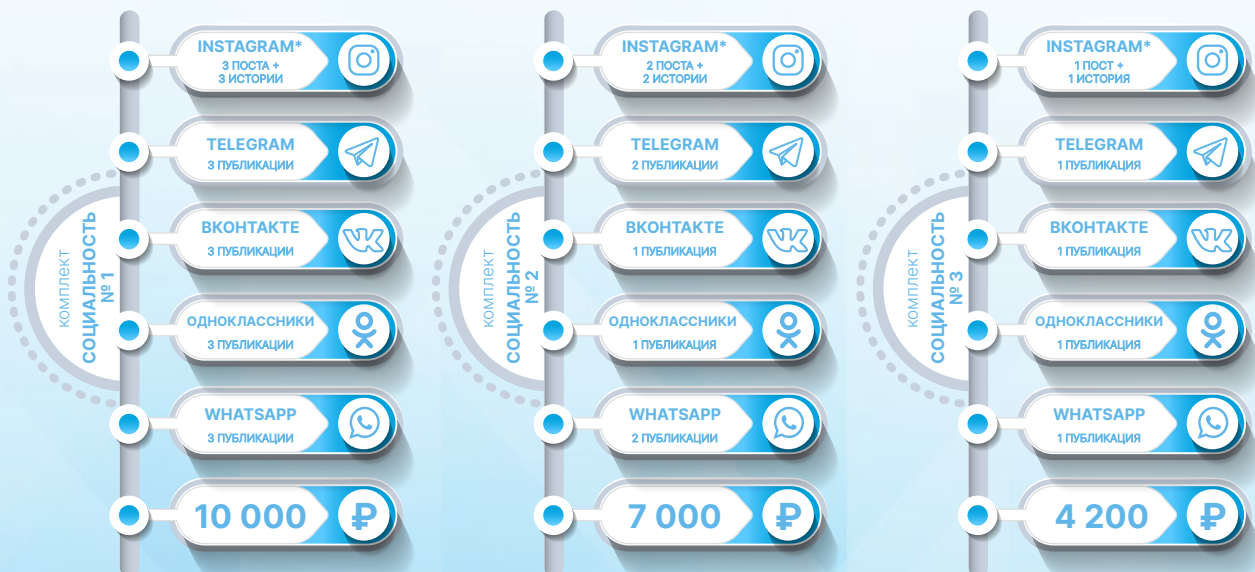 комплект
СОЦИАЛЬНОСТЬ
№ 1
INSTAGRAM*
3 ПОСТА +
3 ИСТОРИИ
TELEGRAM
3 ПУБЛИКАЦИИ
ВКОНТАКТЕ
3 ПУБЛИКАЦИИ
ОДНОКЛАССНИКИ
3 ПУБЛИКАЦИИ
WHATSAPP
3 ПУБЛИКАЦИИ
10 000 ₽
комплект
СОЦИАЛЬНОСТЬ
№ 2
INSTAGRAM*
2 ПОСТА +
2 ИСТОРИИ
TELEGRAM
2 ПУБЛИКАЦИИ
ВКОНТАКТЕ
1 ПУБЛИКАЦИЯ
ОДНОКЛАССНИКИ
1 ПУБЛИКАЦИЯ
WHATSAPP
2 ПУБЛИКАЦИИ
7 000 ₽
комплект
СОЦИАЛЬНОСТЬ
№ 3
INSTAGRAM*
1 ПОСТ +
1 ИСТОРИЯ
TELEGRAM
1 ПУБЛИКАЦИЯ
ВКОНТАКТЕ
1 ПУБЛИКАЦИЯ
ОДНОКЛАССНИКИ
1 ПУБЛИКАЦИЯ
WHATSAPP
1 ПУБЛИКАЦИЯ
4 200 ₽